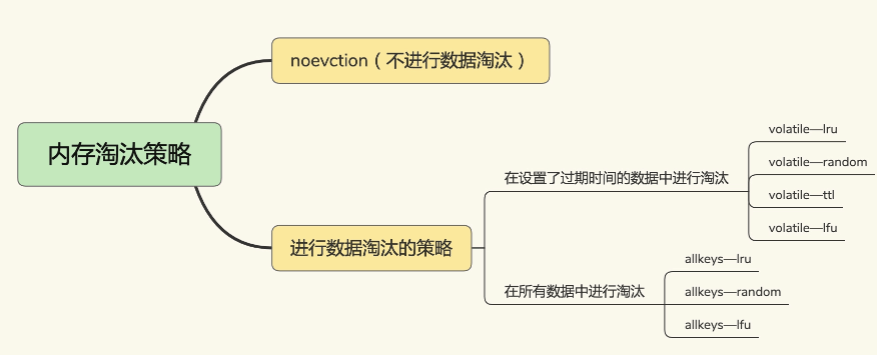 内存淘汰策略
noevction（不进行数据淘汰）
进行数据淘汰的策略
在设置了过期时间的数据中进行淘汰
volatile—lru
volatile—random
volatile—ttl
volatile—lfu
在所有数据中进行淘汰
allkeys—lru
allkeys—random
allkeys—lfu